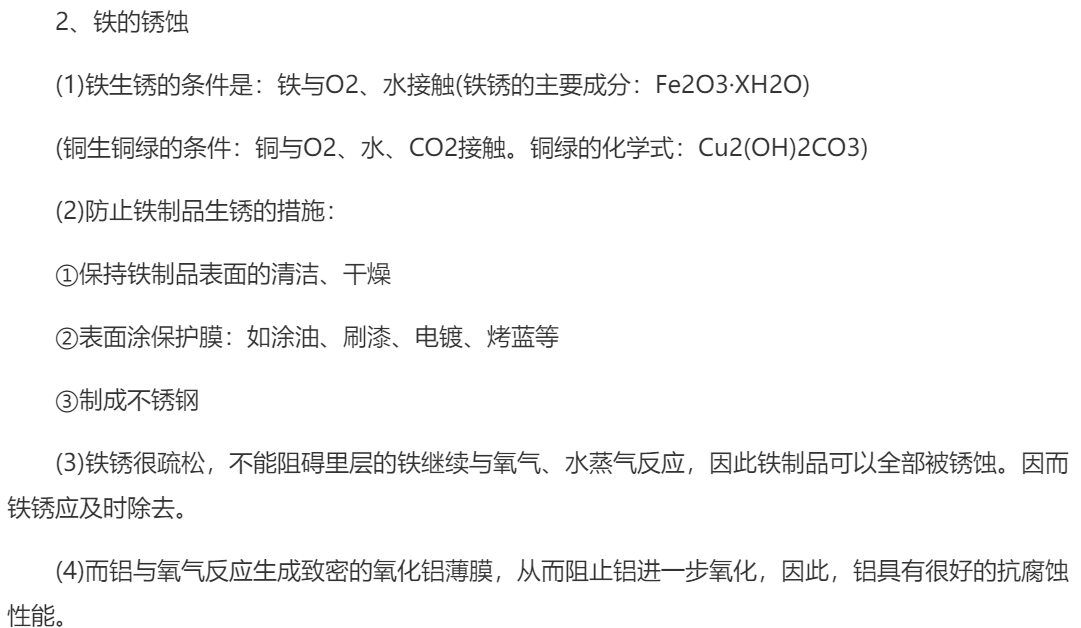 2、铁的锈蚀
(1)铁生锈的条件是：铁与O2、水接触(铁锈的主要成分：Fe2O3·XH2O)
(铜生铜绿的条件：铜与O2、水、CO2接触。铜绿的化学式：Cu2(OH)2CO3)
(2)防止铁制品生锈的措施：
①保持铁制品表面的清洁、干燥
②表面涂保护膜：如涂油、刷漆、电镀、烤蓝等
③制成不锈钢
(3)铁锈很疏松，不能阻碍里层的铁继续与氧气、水蒸气反应，因此铁制品可以全部被锈蚀。因而
铁锈应及时除去。
(4)而铝与氧气反应生成致密的氧化铝薄膜，从而阻止铝进一步氧化，因此，铝具有很好的抗腐蚀
性能。